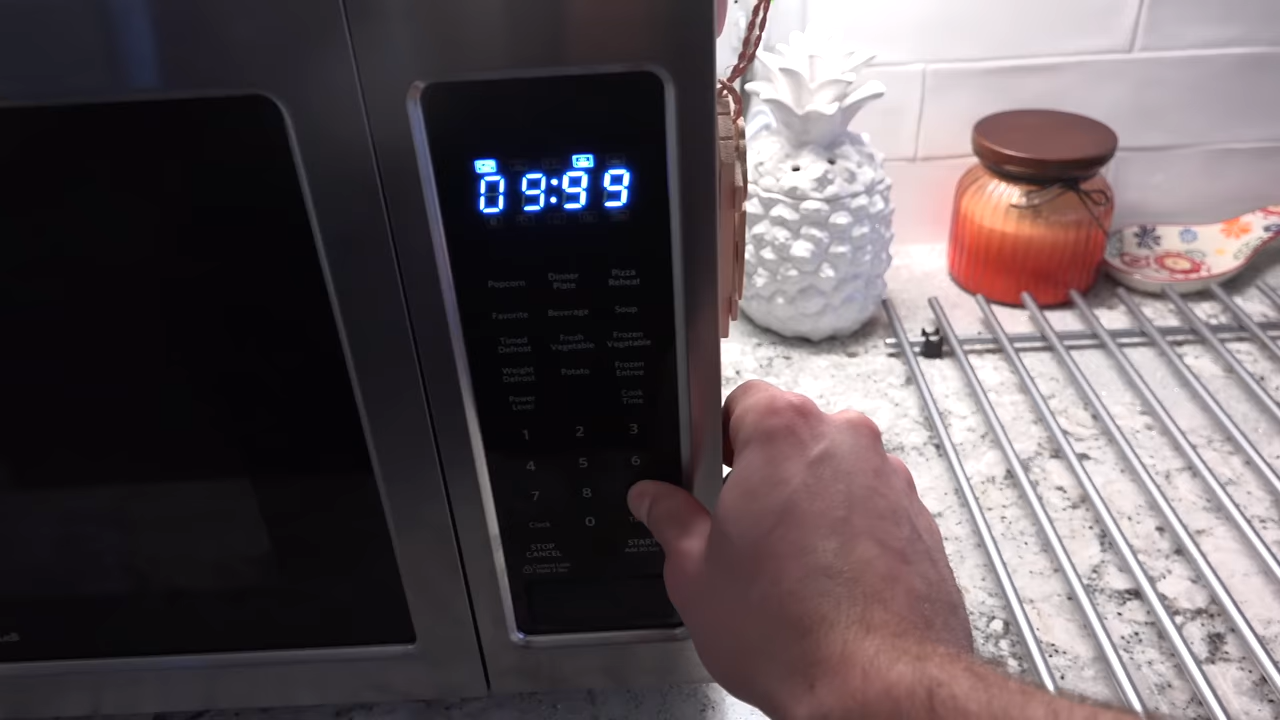 09:99
Popcorn Dinner Plate Pizza Reheat
Favorite Beverage Soup
Timed Defrost Fresh Vegetable Frozen Vegetable
Weight Defrost Potato Frozen Entree
Power Level Cook Time
1 2 3
4 5 6
7 8
Clock 0
STOP CANCEL START